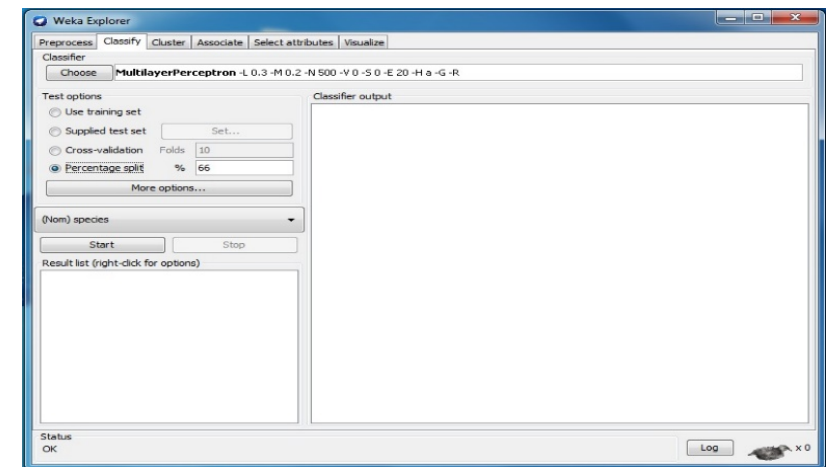 Weka Explorer
Preprocess Classify Cluster Associate Select attributes Visualize
Classifier
Choose MultilayerPerceptron -L 0.3 -M 0.2 -N 500 -V 0 -S 0 -E 20 -H a -G -R
Test options
Use training set
Supplied test set Set...
Cross-validation Folds 10
Percentage split % 66
More options...
(Nom) species
Start Stop
Result list (right-click for options)
Classifier output
Status
OK
Log x 0